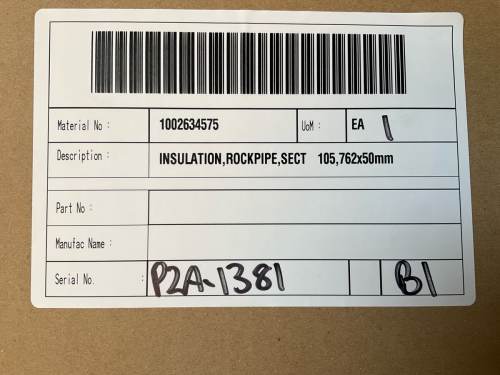 Material No : 1002634575 UoM : EA 1
Description : INSULATION,ROCKPIPE,SECT 105,762x50mm
Part No :
Manufac Name :
Serial No. P2A-1381 B1